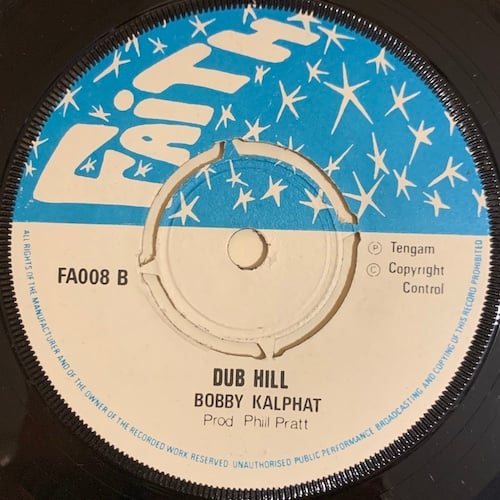 FAITH
FA008 B
℗ Tengam
© Copyright
Control
DUB HILL
BOBBY KALPHAT
Prod Phill Pratt
ALL RIGHTS OF THE MANUFACTURER AND OF THE OWNER OF THE RECORDED WORK RESERVED UNAUTHORISED PUBLIC PERFORMANCE BROADCASTING AND COPYING OF THIS RECORD PROHIBITED